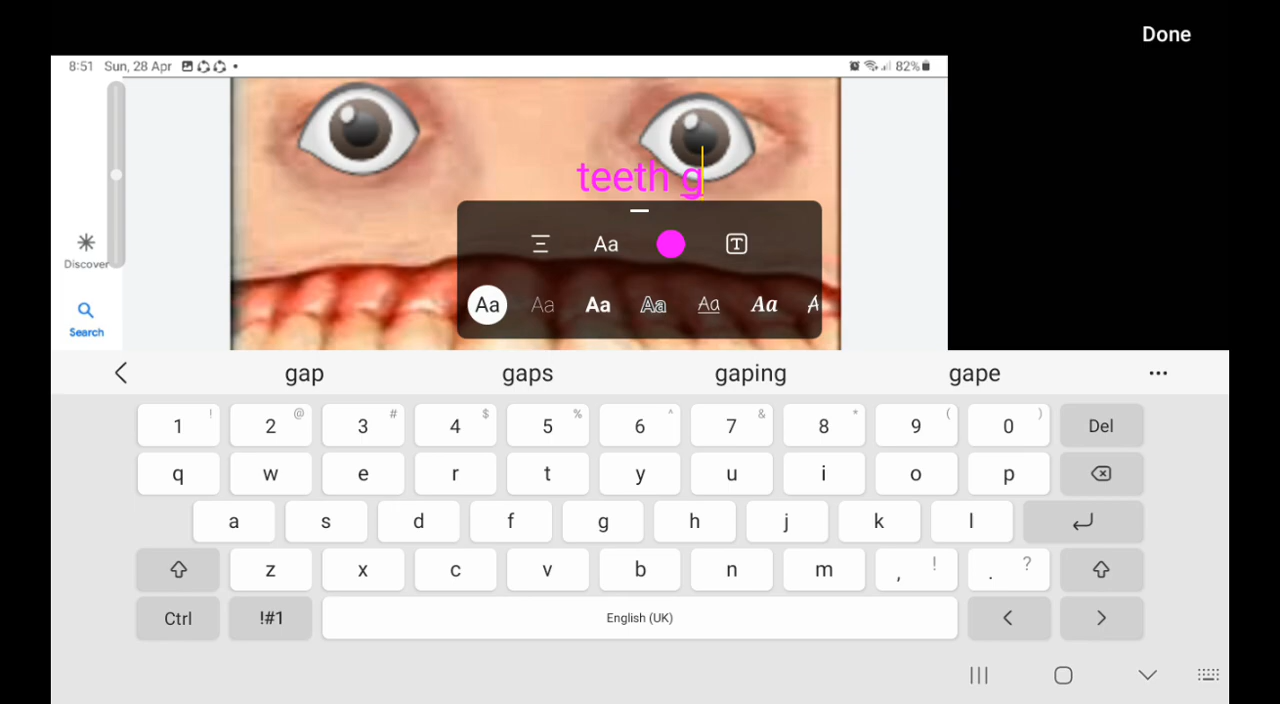 Done
8:51 Sun, 28 Apr 82%
teeth g
Aa
Discover
Aa Aa Aa Aa Aa Aa A
Search
gap gaps gaping gape ...
1 ! 2 @ 3 # 4 $ 5 % 6 ^ 7 & 8 * 9 ( 0 ) Del
q w e r t y u i o p
a s d f g h j k l
z x c v b n m , ! . ?
Ctrl !#1 English (UK) < >